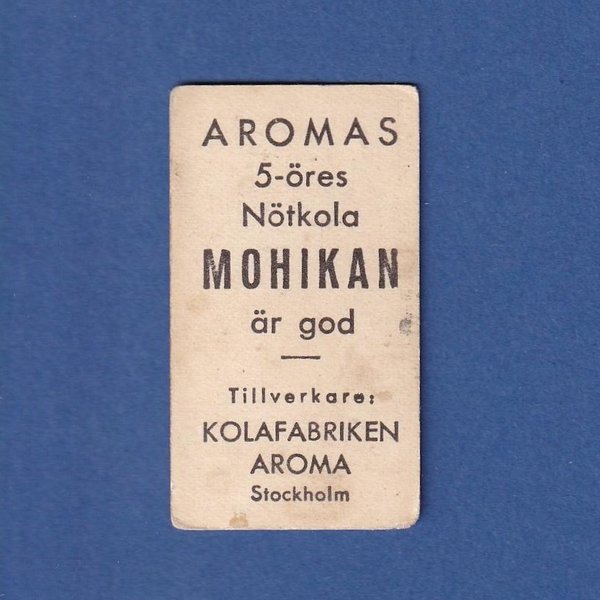 AROMAS
5-öres
Nötkola
MOHIKAN
är god
Tillverkare:
KOLAFABRIKEN
AROMA
Stockholm